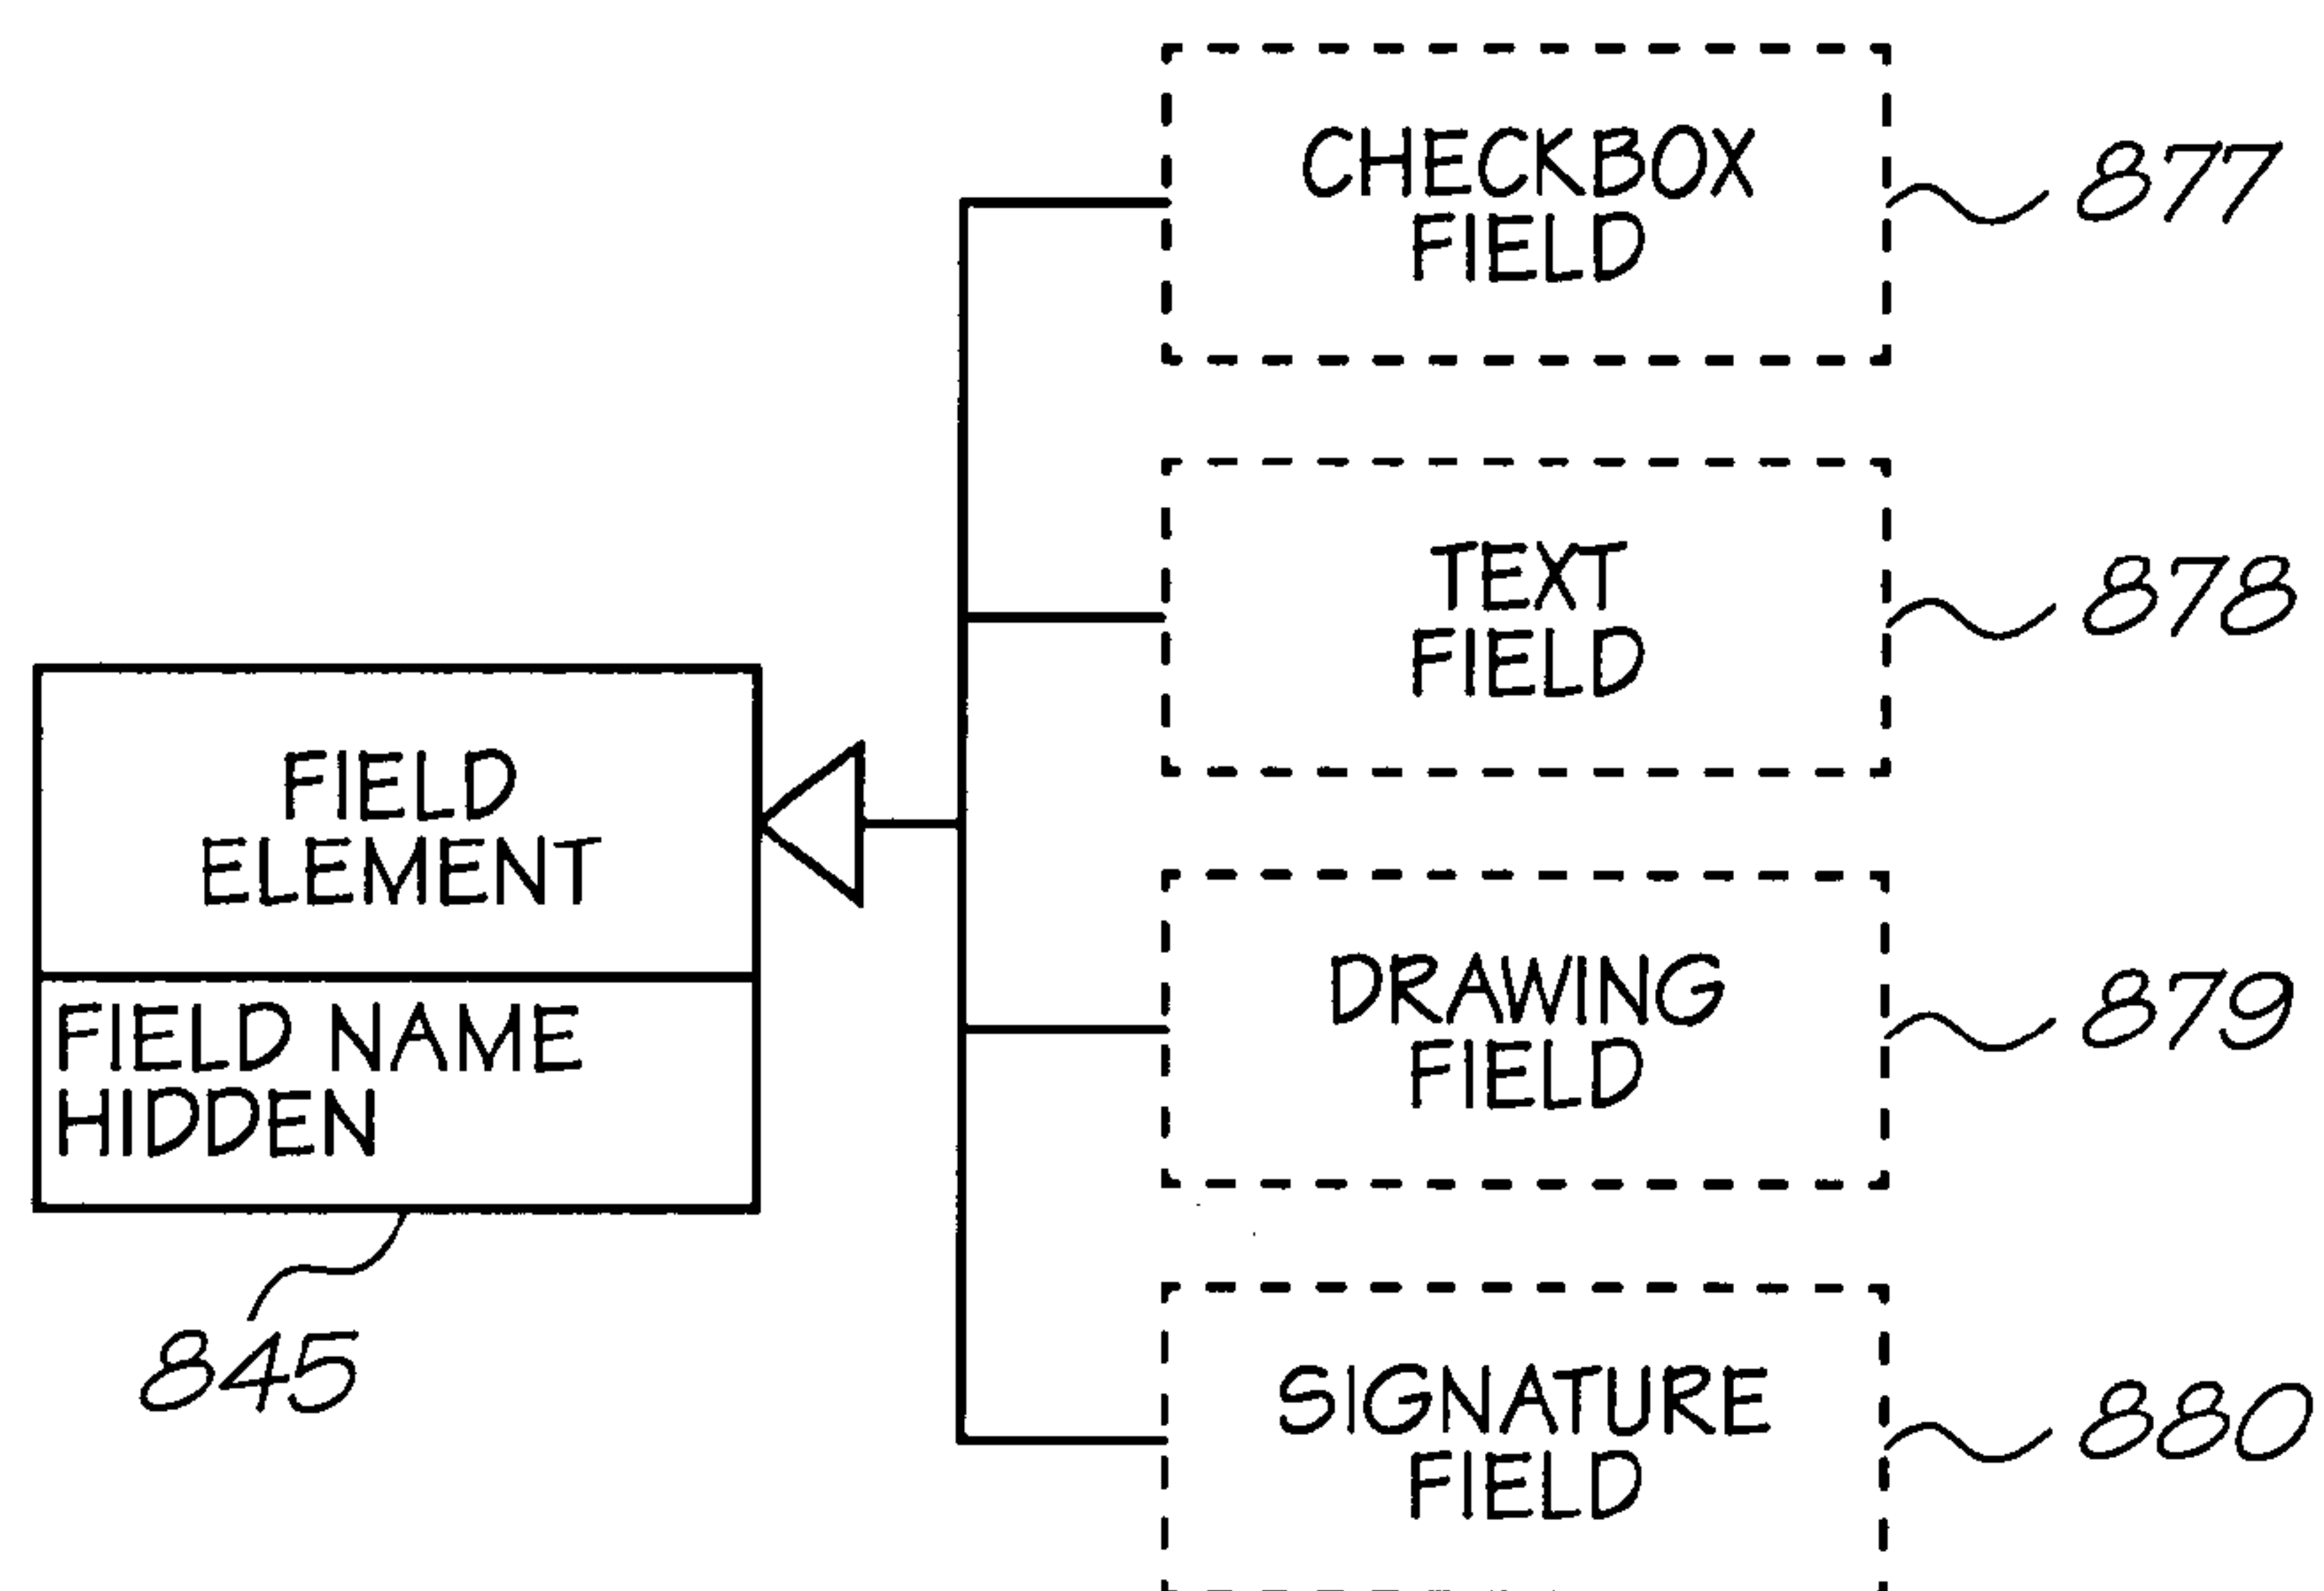 CHECKBOX
FIELD
877
TEXT
FIELD
878
FIELD
ELEMENT
FIELD NAME
HIDDEN
845
DRAWING
FIELD
879
SIGNATURE
FIELD
880